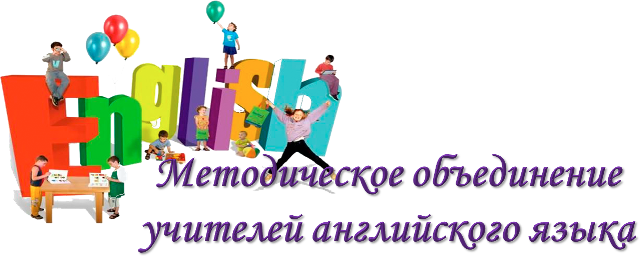 English
Методическое объединение
учителей английского языка